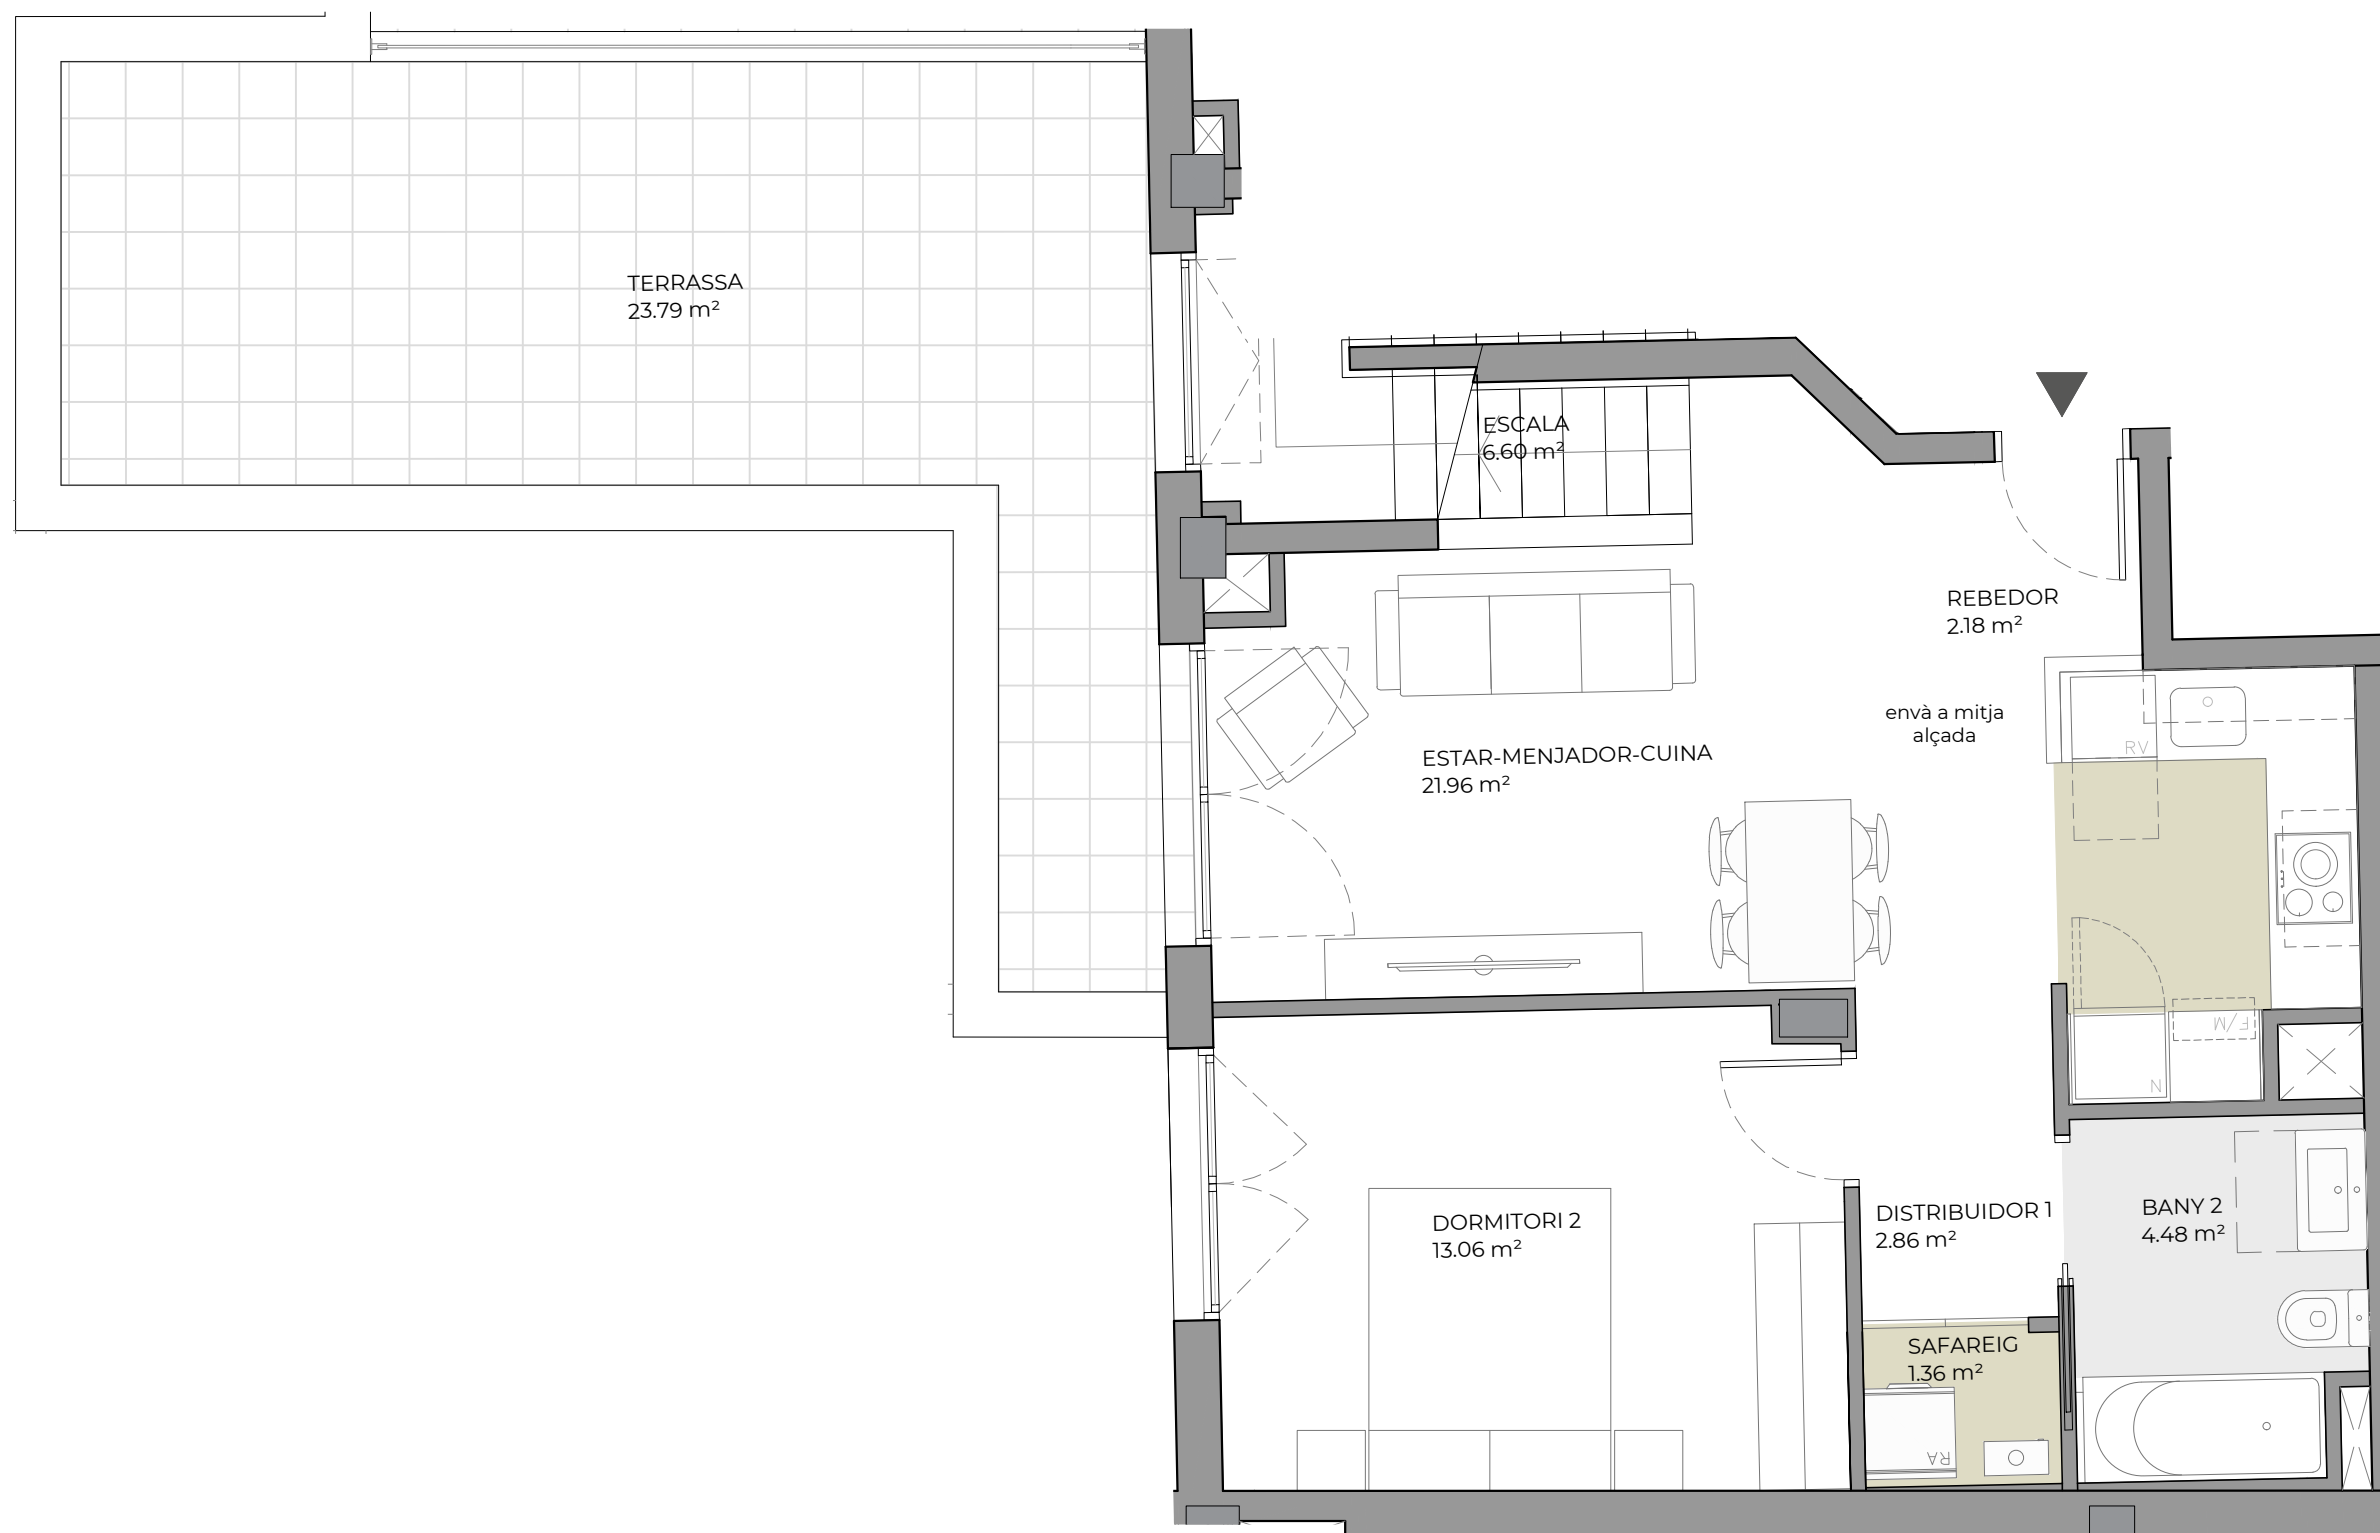 TERRASSA
23.79 m²
ESCALA
6.60 m²
REBEDOR
2.18 m²
envà a mitja
alçada
RV
ESTAR-MENJADOR-CUINA
21.96 m²
F/M
N
DORMITORI 2
13.06 m²
DISTRIBUIDOR 1
2.86 m²
BANY 2
4.48 m²
SAFAREIG
1.36 m²
RA